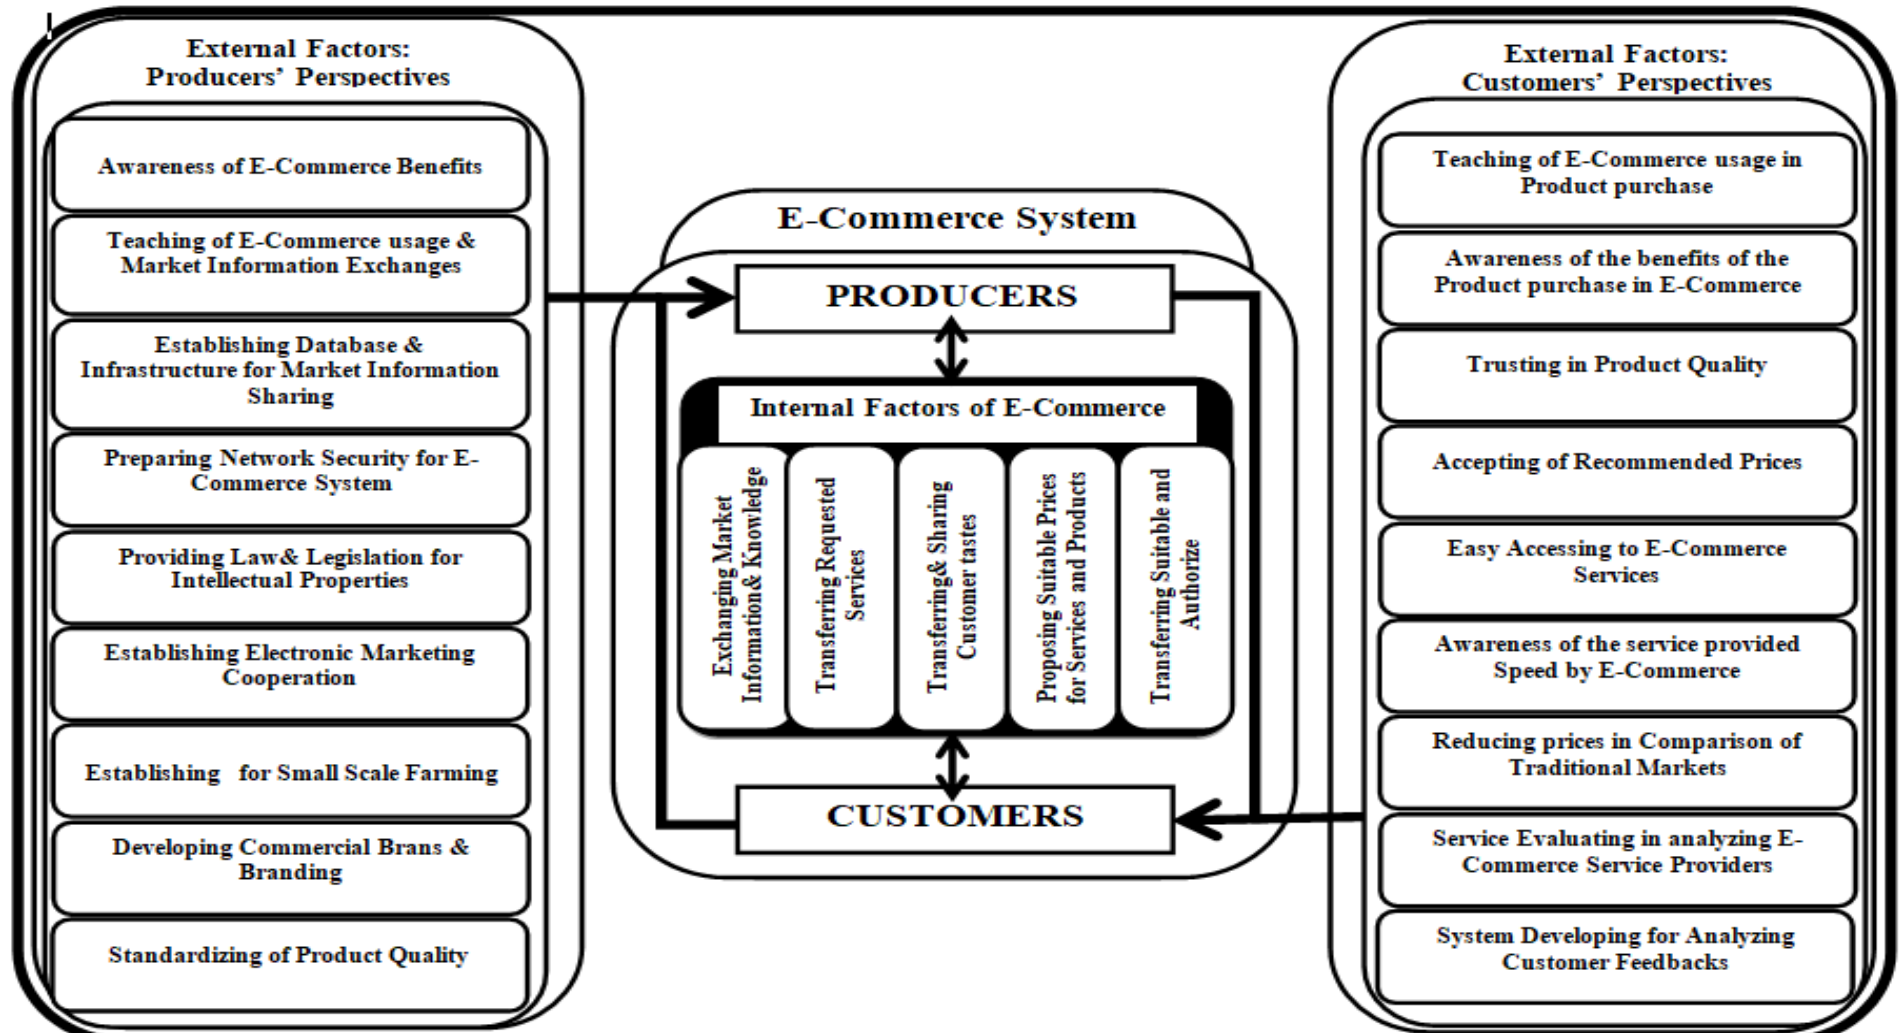 External Factors:
Producers’ Perspectives
Awareness of E-Commerce Benefits
Teaching of E-Commerce usage &
Market Information Exchanges
Establishing Database &
Infrastructure for Market Information
Sharing
Preparing Network Security for E-
Commerce System
Providing Law& Legislation for
Intellectual Properties
Establishing Electronic Marketing
Cooperation
Establishing for Small Scale Farming
Developing Commercial Brans &
Branding
Standardizing of Product Quality
E-Commerce System
PRODUCERS
Internal Factors of E-Commerce
Exchanging Market
Information& Knowledge
Transferring Requested
Services
Transferring& Sharing
Customer tastes
Proposing Suitable Prices
for Services and Products
Transferring Suitable and
Authorize
CUSTOMERS
External Factors:
Customers’ Perspectives
Teaching of E-Commerce usage in
Product purchase
Awareness of the benefits of the
Product purchase in E-Commerce
Trusting in Product Quality
Accepting of Recommended Prices
Easy Accessing to E-Commerce
Services
Awareness of the service provided
Speed by E-Commerce
Reducing prices in Comparison of
Traditional Markets
Service Evaluating in analyzing E-
Commerce Service Providers
System Developing for Analyzing
Customer Feedbacks